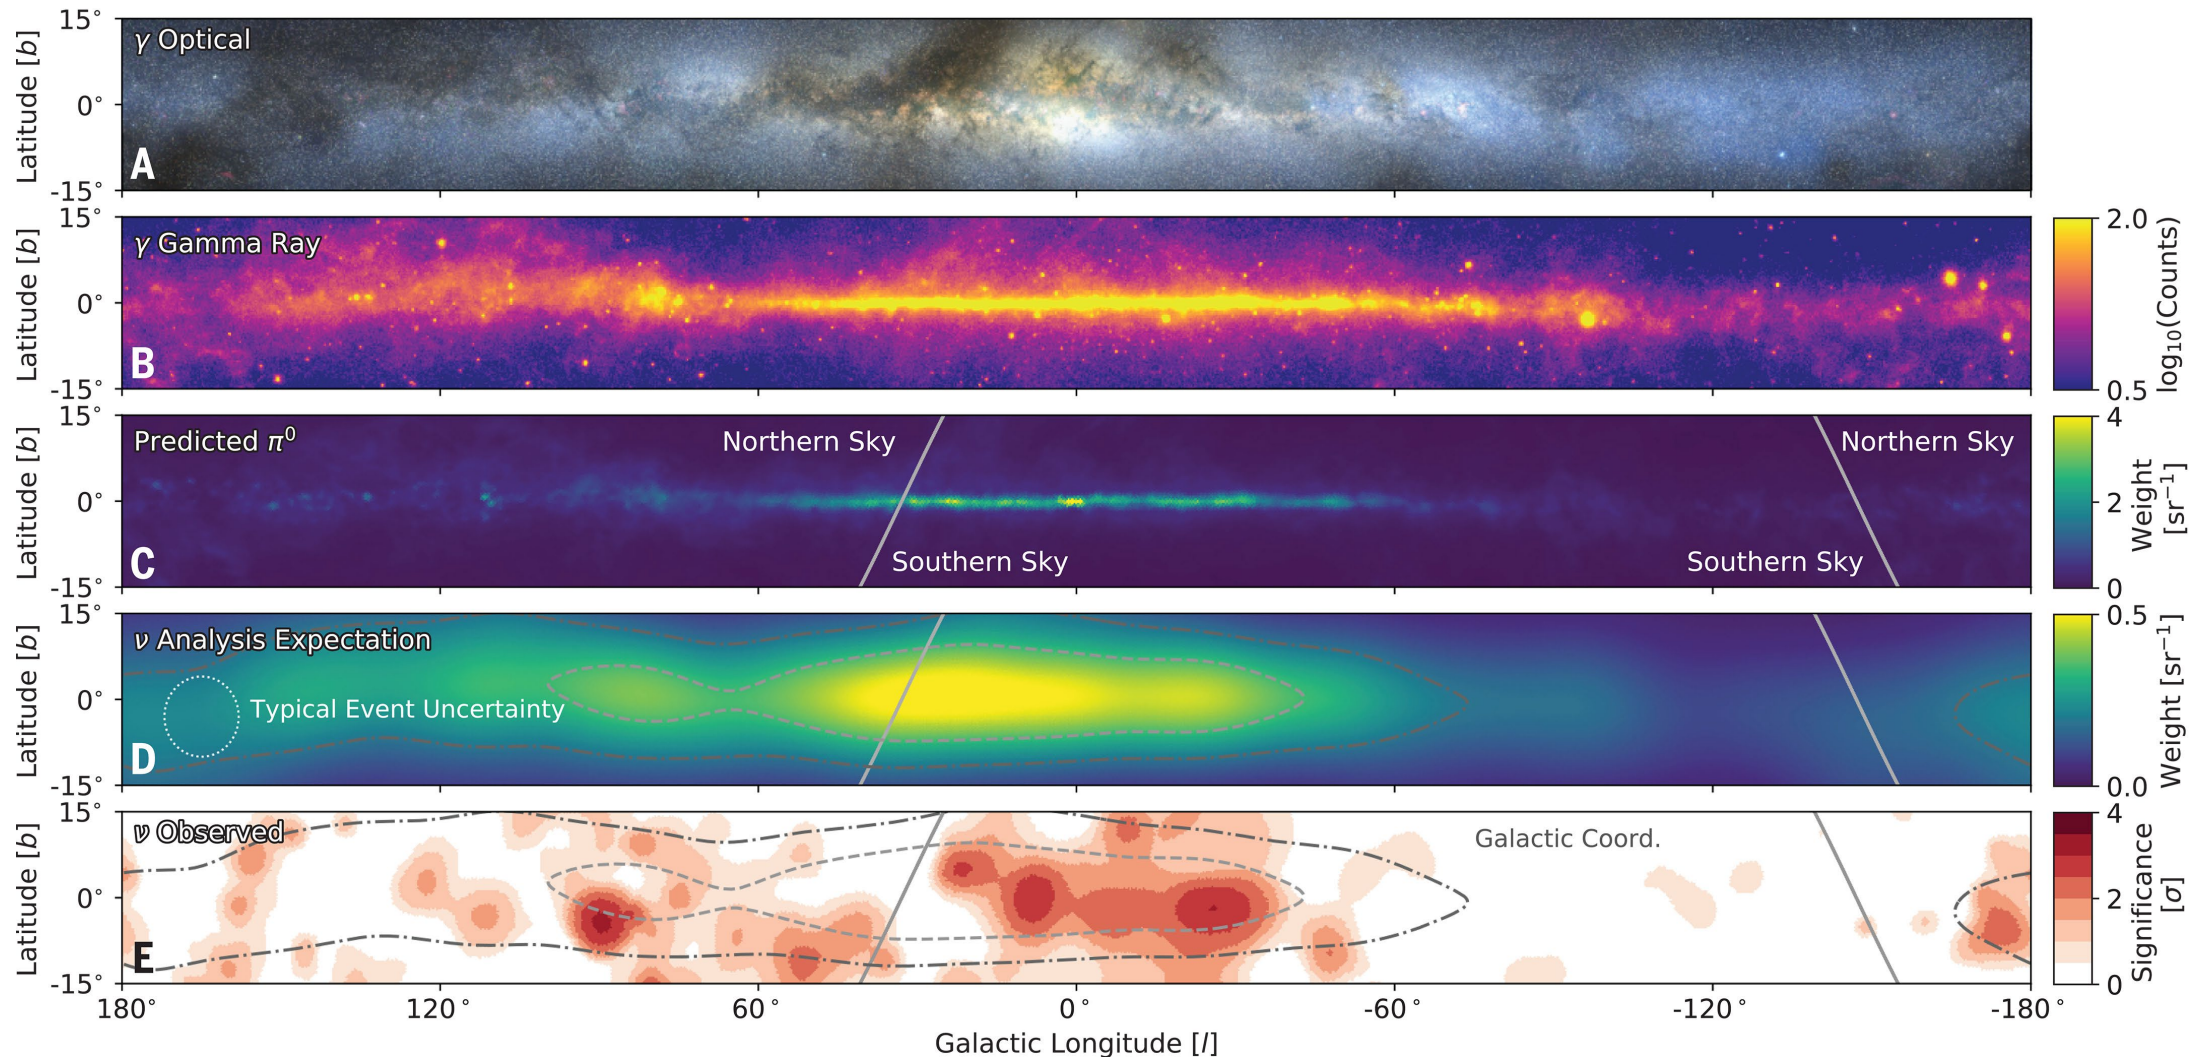 15°
γ Optical
Latitude [b]
0°
A
-15°
15°
γ Gamma Ray
Latitude [b]
0°
B
-15°
2.0
log₁₀(Counts)
0.5
15°
Predicted π⁰
Northern Sky
Northern Sky
Latitude [b]
0°
C
Southern Sky
Southern Sky
-15°
4
2
0
Weight
[sr⁻¹]
15°
ν Analysis Expectation
Latitude [b]
0°
Typical Event Uncertainty
D
-15°
0.5
Weight [sr⁻¹]
0.0
15°
ν Observed
Galactic Coord.
Latitude [b]
0°
E
-15°
4
2
0
Significance
[σ]
180° 120° 60° 0° -60° -120° -180°
Galactic Longitude [l]